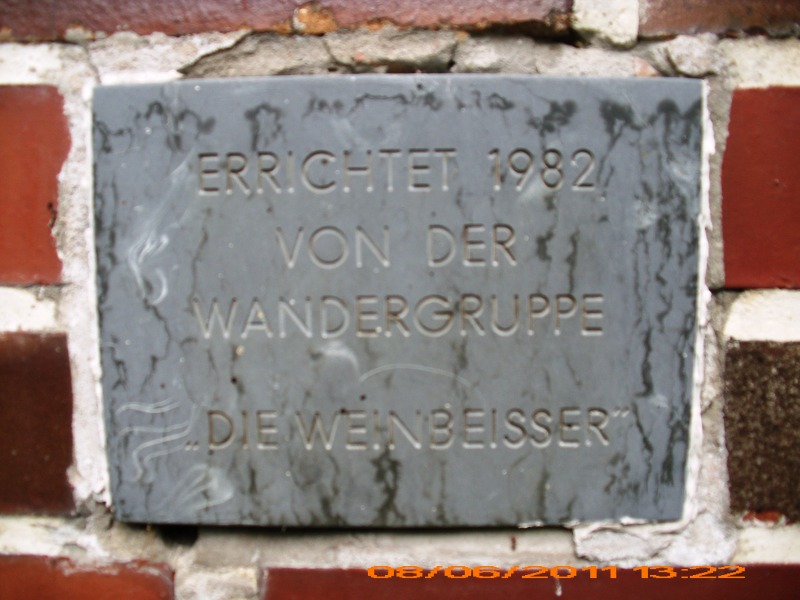 ERRICHTET 1982
VON DER
WANDERGRUPPE
„DIE WEINBEISSER“
08/06/2011 13:22